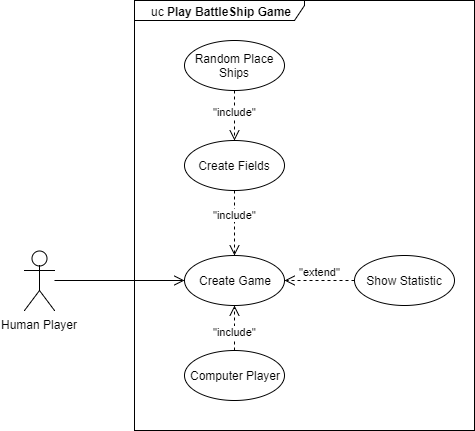 uc Play BattleShip Game
Random Place
Ships
"include"
Create Fields
"include"
Create Game
"extend"
Show Statistic
Human Player
"include"
Computer Player